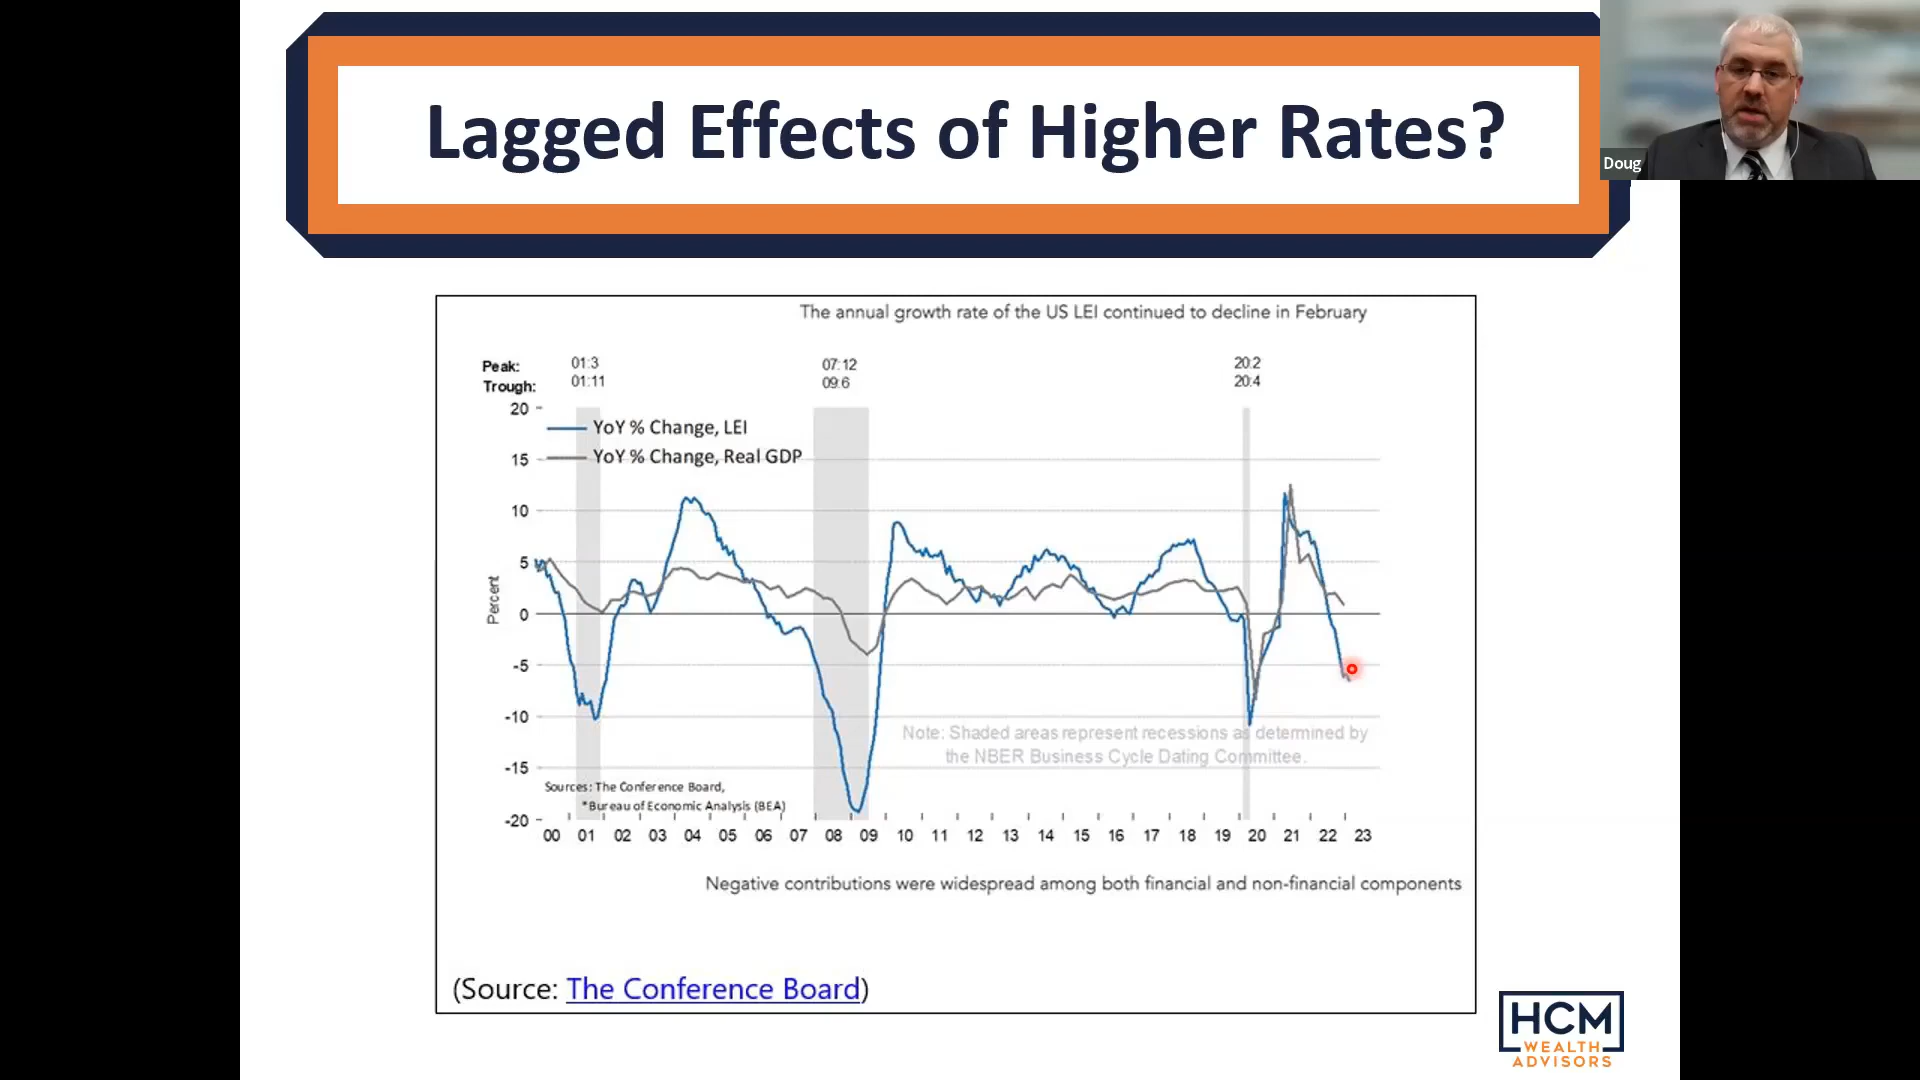 Lagged Effects of Higher Rates?
Doug
The annual growth rate of the US LEI continued to decline in February
Peak: 01:3 07:12 20:2
Trough: 01:11 09:6 20:4
YoY % Change, LEI
YoY % Change, Real GDP
Percent
20
15
10
5
0
-5
-10
-15
-20
Note: Shaded areas represent recessions as determined by
the NBER Business Cycle Dating Committee.
Sources: The Conference Board,
*Bureau of Economic Analysis (BEA)
00 01 02 03 04 05 06 07 08 09 10 11 12 13 14 15 16 17 18 19 20 21 22 23
Negative contributions were widespread among both financial and non-financial components
(Source: The Conference Board)
HCM
WEALTH
ADVISORS